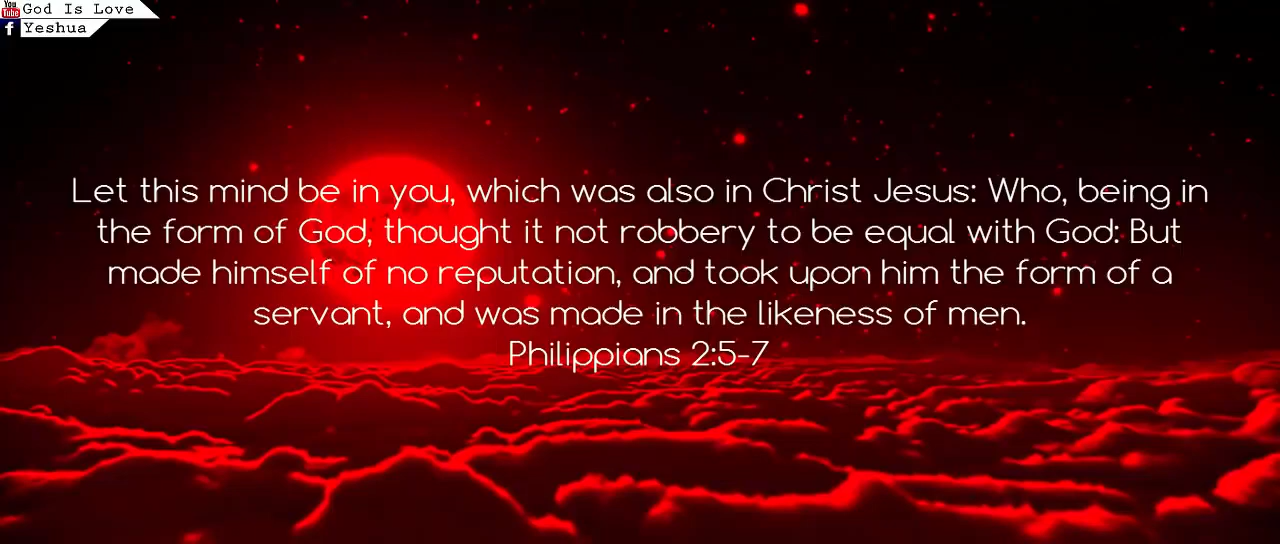 You
Tube
God Is Love
f
Yeshua
Let this mind be in you, which was also in Christ Jesus: Who, being in
the form of God, thought it not robbery to be equal with God: But
made himself of no reputation, and took upon him the form of a
servant, and was made in the likeness of men.
Philippians 2:5-7